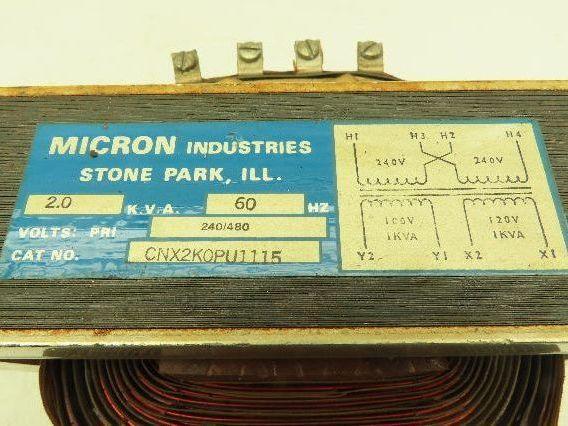 MICRON INDUSTRIES
STONE PARK, ILL.
2.0 K.V.A. 60 HZ
VOLTS: PRI 240/480
CAT NO. CNX2K0PU1115
H1 H3 H2 H4
240V 240V
120V
1KVA 1KVA
Y2 Y1 X2 X1